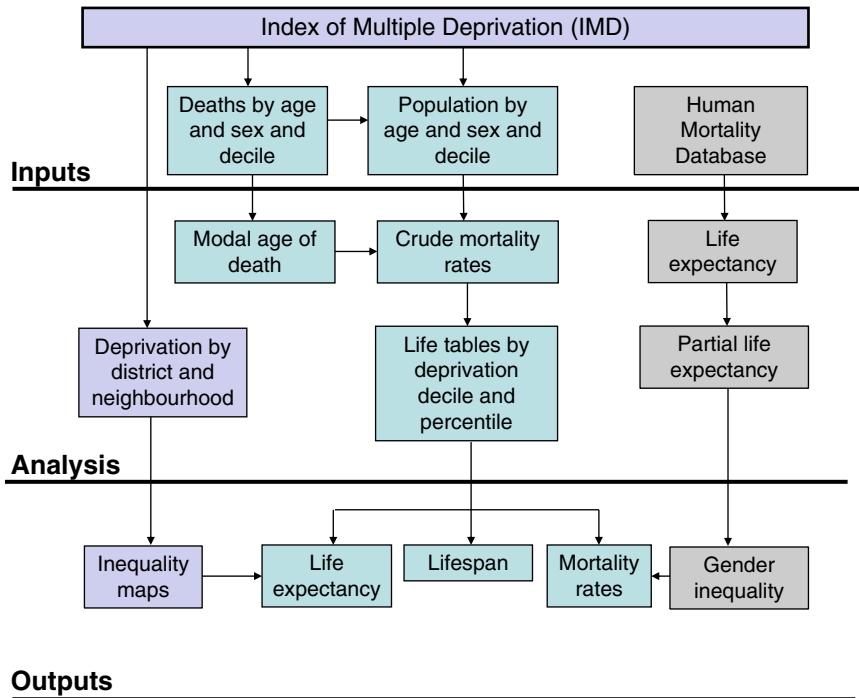 Index of Multiple Deprivation (IMD)
Deaths by age
and sex and
decile
Population by
age and sex and
decile
Human
Mortality
Database
Inputs
Modal age of
death
Crude mortality
rates
Life
expectancy
Deprivation by
district and
neighbourhood
Life tables by
deprivation
decile and
percentile
Partial life
expectancy
Analysis
Inequality
maps
Life
expectancy
Lifespan
Mortality
rates
Gender
inequality
Outputs